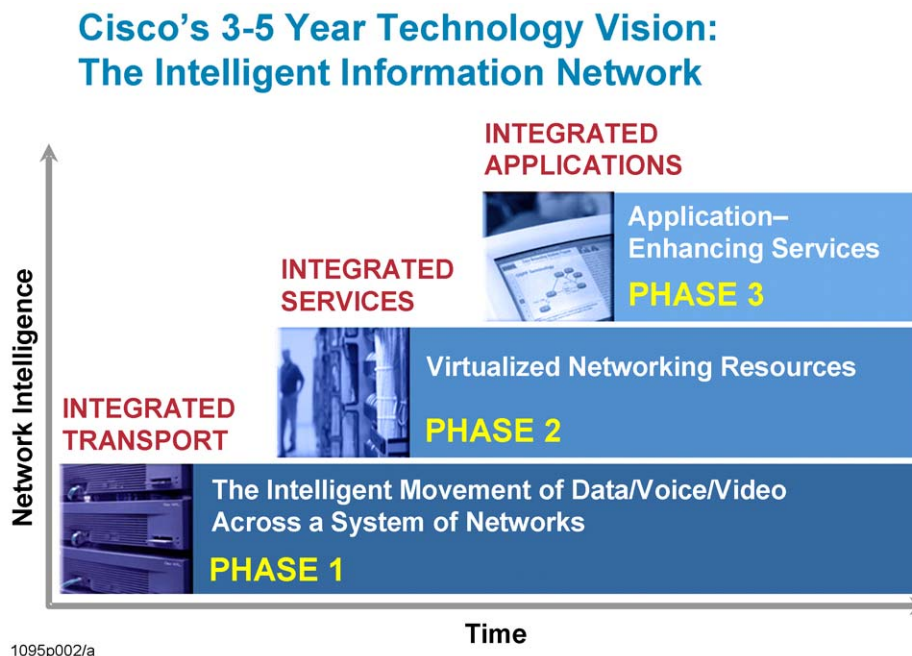 Cisco’s 3-5 Year Technology Vision:
The Intelligent Information Network
INTEGRATED
APPLICATIONS
Application–
Enhancing Services
PHASE 3
INTEGRATED
SERVICES
Virtualized Networking Resources
PHASE 2
INTEGRATED
TRANSPORT
The Intelligent Movement of Data/Voice/Video
Across a System of Networks
PHASE 1
Network Intelligence
Time
1095p002/a